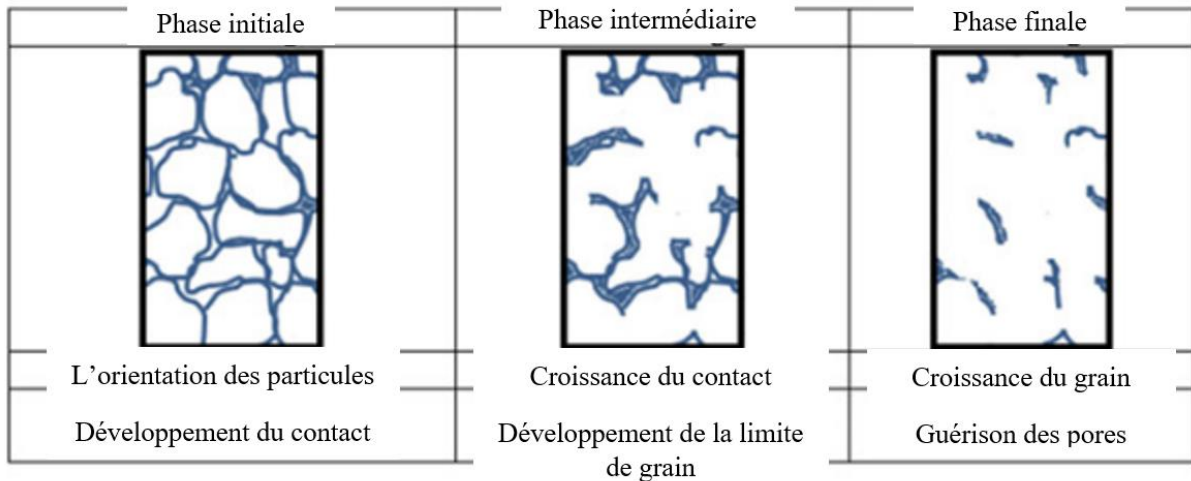 Phase initiale
Phase intermédiaire
Phase finale
L’orientation des particules
Croissance du contact
Croissance du grain
Développement du contact
Développement de la limite
de grain
Guérison des pores